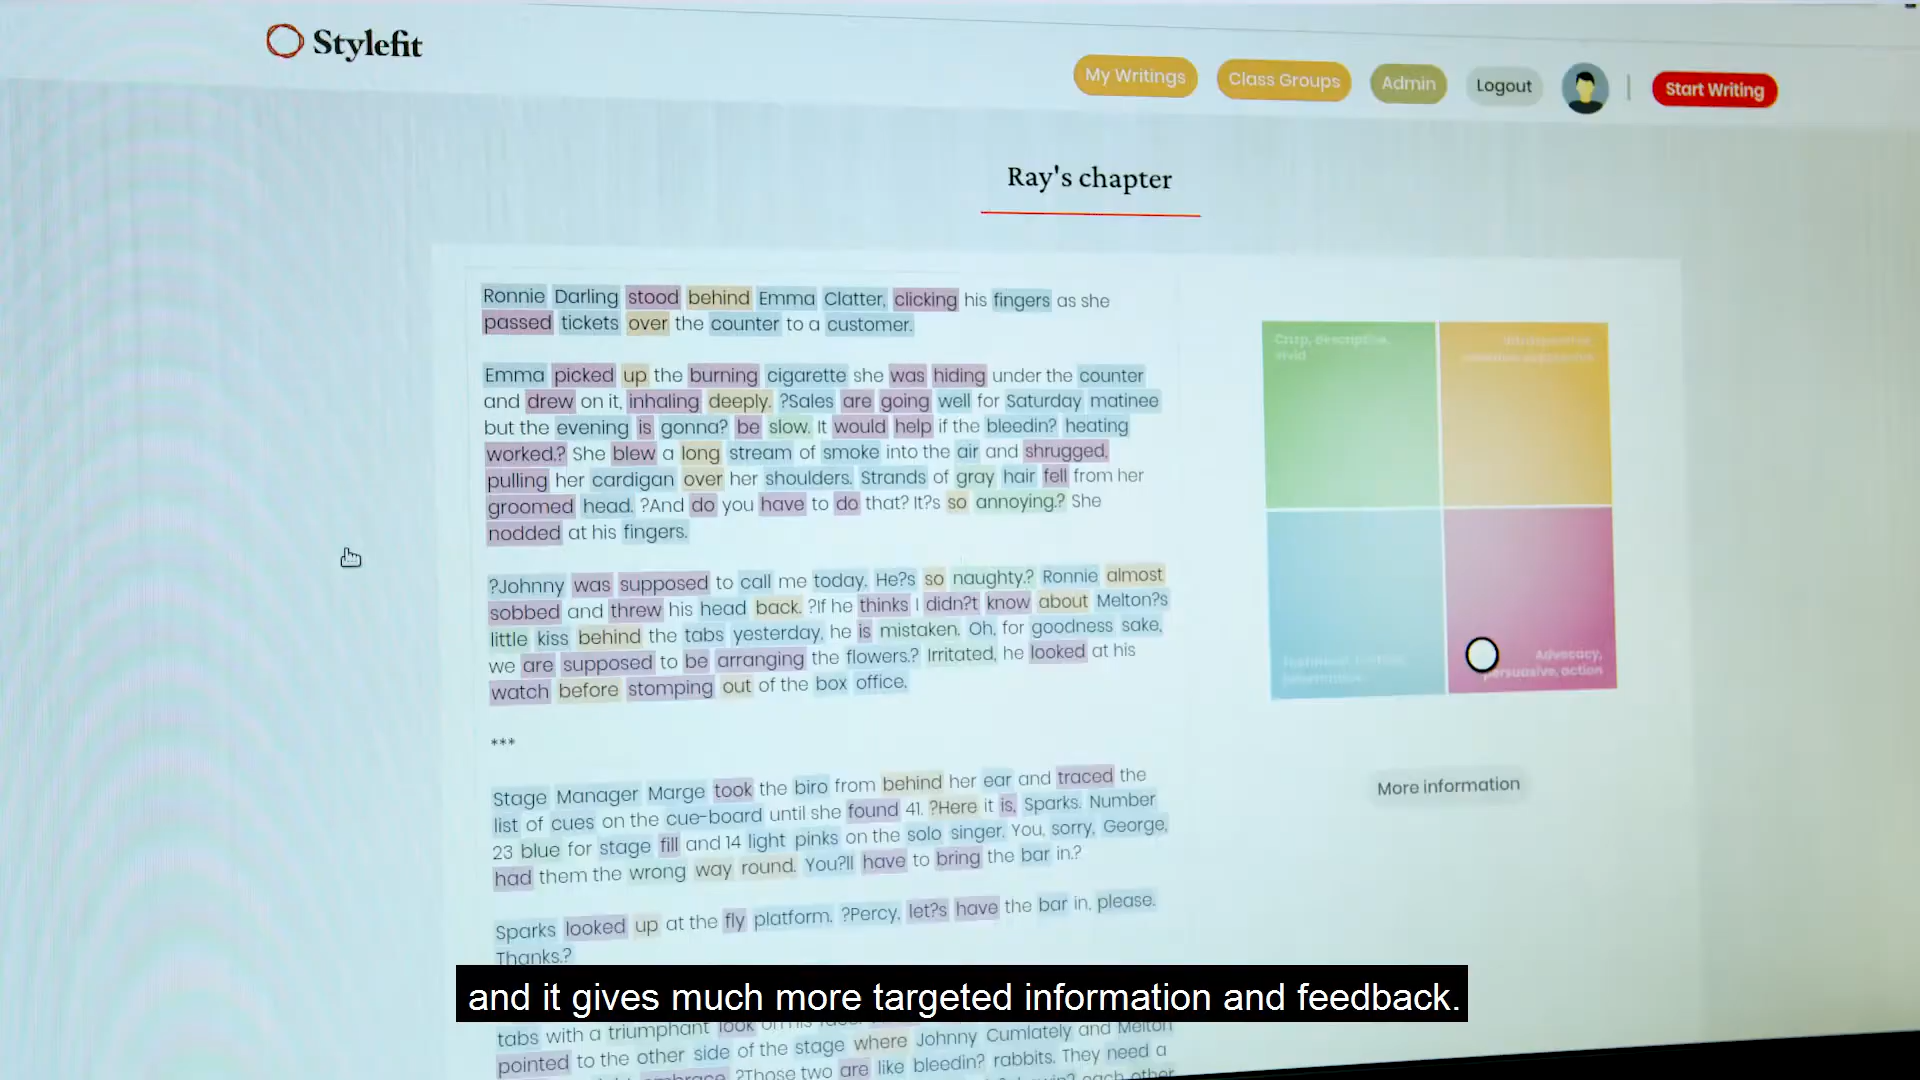 Stylefit
My Writings
Class Groups
Admin
Logout
Start Writing
Ray's chapter
Ronnie Darling stood behind Emma Clatter, clicking his fingers as she
passed tickets over the counter to a customer.
Emma picked up the burning cigarette she was hiding under the counter
and drew on it, inhaling deeply. ?Sales are going well for Saturday matinee
but the evening is gonna? be slow. It would help if the bleedin? heating
worked.? She blew a long stream of smoke into the air and shrugged,
pulling her cardigan over her shoulders. Strands of gray hair fell from her
groomed head. ?And do you have to do that? It?s so annoying.? She
nodded at his fingers.
?Johnny was supposed to call me today. He?s so naughty.? Ronnie almost
sobbed and threw his head back. ?If he thinks I didn?t know about Melton?s
little kiss behind the tabs yesterday, he is mistaken. Oh, for goodness sake,
we are supposed to be arranging the flowers.? Irritated, he looked at his
watch before stomping out of the box office.
***
Stage Manager Marge took the biro from behind her ear and traced the
list of cues on the cue-board until she found 41. ?Here it is, Sparks. Number
23 blue for stage fill and 14 light pinks on the solo singer. You, sorry, George,
had them the wrong way round. You?ll have to bring the bar in.?
Sparks looked up at the fly platform. ?Percy, let?s have the bar in, please.
Thanks.?
tabs with a triumphant look on his
pointed to the other side of the stage where Johnny Cumlately and Melton
embrace ?Those two are like bleedin? rabbits. They need a
each other
Crisp, descriptive,
vivid
Advocacy,
persuasive, action
More information
and it gives much more targeted information and feedback.